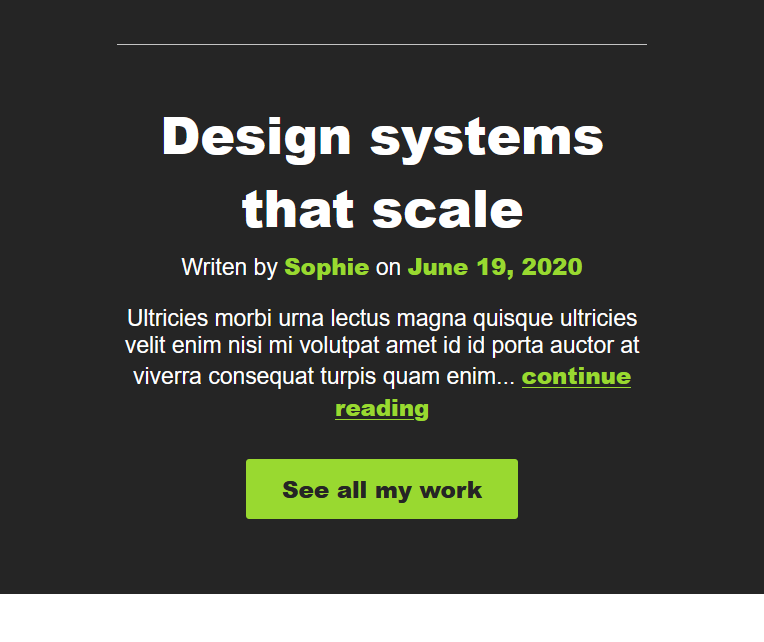 Design systems
that scale
Writen by Sophie on June 19, 2020
Ultricies morbi urna lectus magna quisque ultricies
velit enim nisi mi volutpat amet id id porta auctor at
viverra consequat turpis quam enim... continue
reading
See all my work